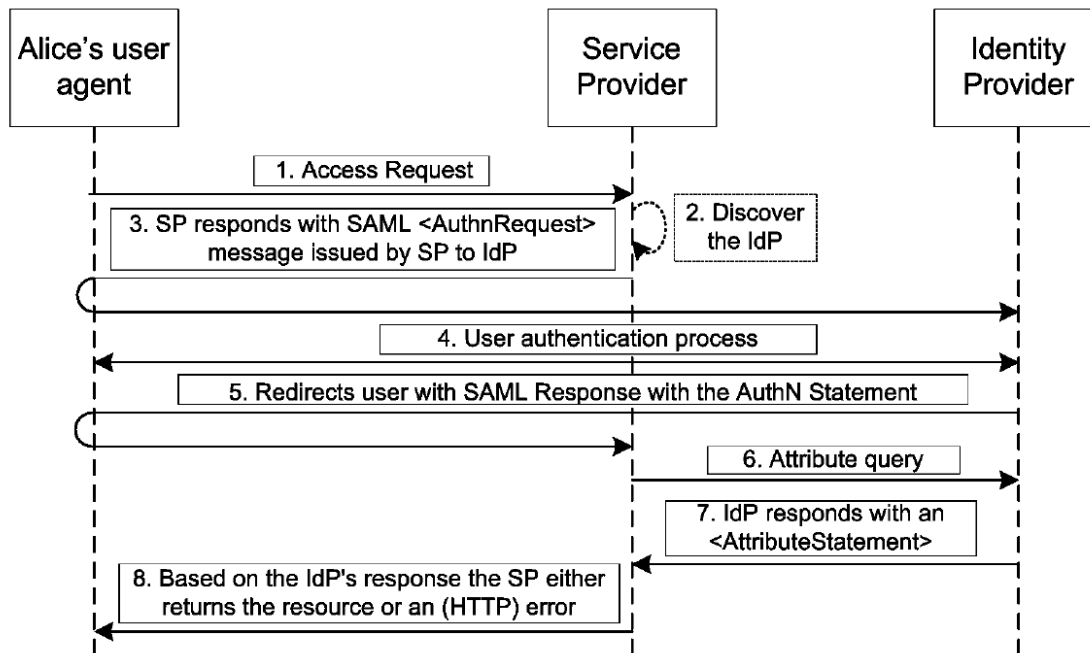 Alice's user
agent
Service
Provider
Identity
Provider
1. Access Request
2. Discover
the IdP
3. SP responds with SAML <AuthnRequest>
message issued by SP to IdP
4. User authentication process
5. Redirects user with SAML Response with the AuthN Statement
6. Attribute query
7. IdP responds with an
<AttributeStatement>
8. Based on the IdP's response the SP either
returns the resource or an (HTTP) error